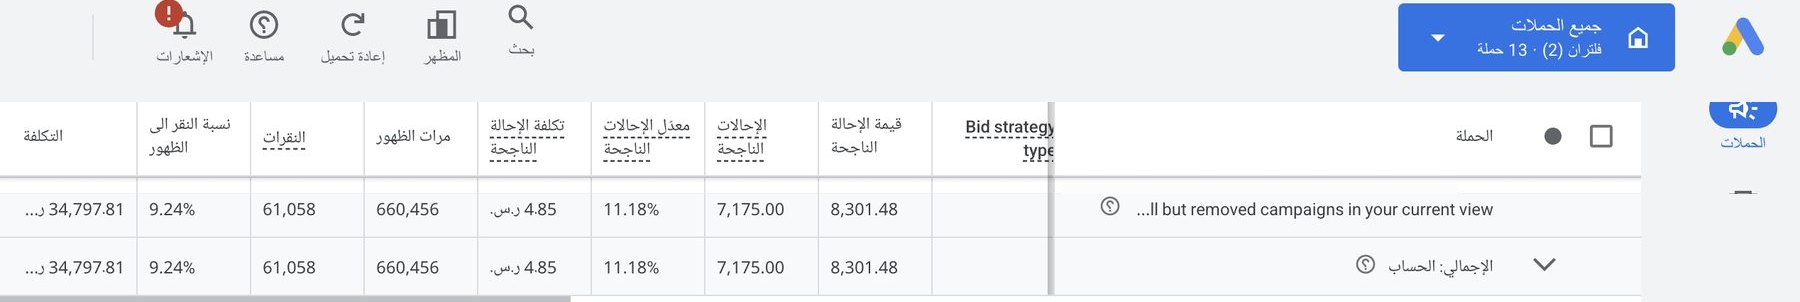 جميع الحملات
فلتران (2) · 13 حملة
بحث
المظهر
إعادة تحميل
مساعدة
الإشعارات
!
الحملات
الحملة
Bid strategy
type
قيمة الإحالة
الناجحة
الإحالات
الناجحة
معدّل الإحالات
الناجحة
تكلفة الإحالة
الناجحة
مرات الظهور
النقرات
نسبة النقر الى
الظهور
التكلفة
...ll but removed campaigns in your current view
8,301.48
7,175.00
11.18%
4.85 ر.س.
660,456
61,058
9.24%
34,797.81 ر...
الإجمالي: الحساب
8,301.48
7,175.00
11.18%
4.85 ر.س.
660,456
61,058
9.24%
34,797.81 ر...